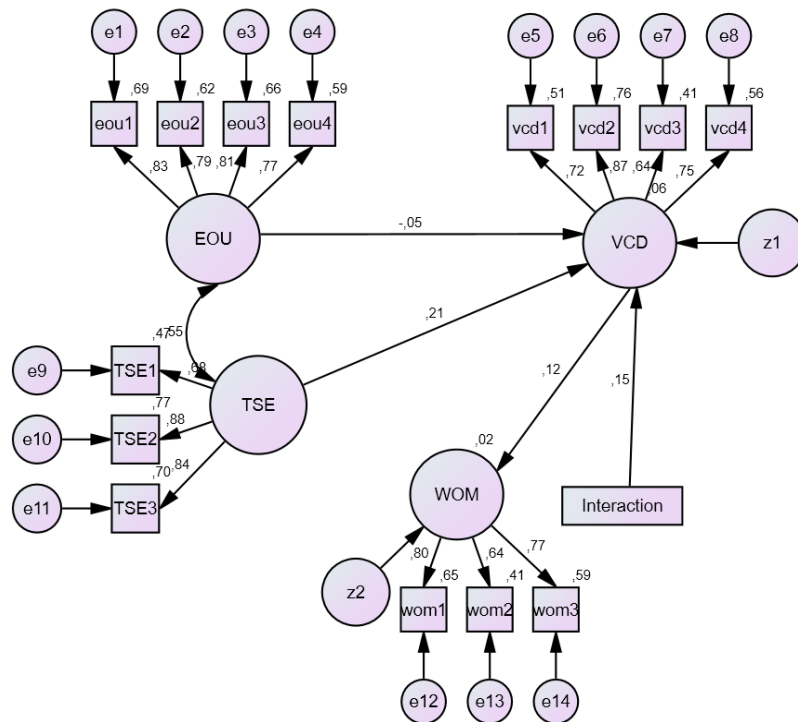 e1 e2 e3 e4 e5 e6 e7 e8
,69 ,62 ,66 ,59 ,51 ,76 ,41 ,56
eou1 eou2 eou3 eou4 vcd1 vcd2 vcd3 vcd4
,83 ,79 ,81 ,77 ,72 ,87 ,64 ,75
,06
EOU -,05 VCD z1
,21
,55
,47
e9 TSE1 ,68
TSE
,12 ,15
,77
e10 TSE2 ,88
,02
,70 ,84
e11 TSE3
WOM Interaction
z2
,80 ,64 ,77
,65 ,41 ,59
wom1 wom2 wom3
e12 e13 e14